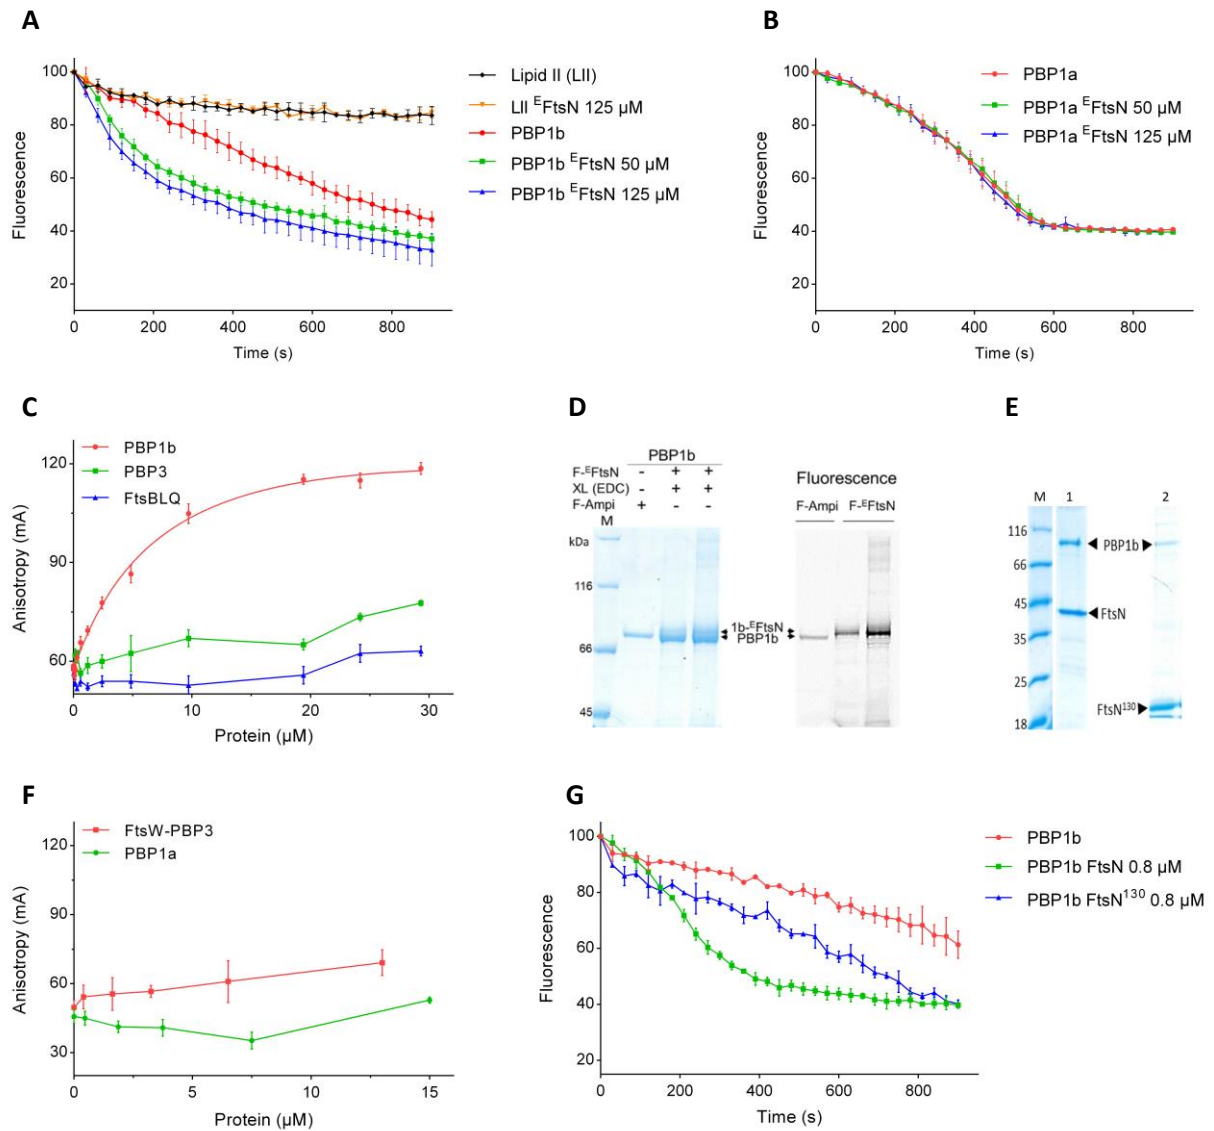 A
100
80
60
40
20
0 200 400 600 800
Fluorescence
Time (s)
Lipid II (LII)
LII ᴱFtsN 125 µM
PBP1b
PBP1b ᴱFtsN 50 µM
PBP1b ᴱFtsN 125 µM
B
100
80
60
40
20
0 200 400 600 800
Fluorescence
Time (s)
PBP1a
PBP1a ᴱFtsN 50 µM
PBP1a ᴱFtsN 125 µM
C
PBP1b
PBP3
FtsBLQ
120
90
60
0 10 20 30
Anisotropy (mA)
Protein (µM)
D
PBP1b
F-ᴱFtsN - + +
XL (EDC) - + +
F-Ampi +
M
kDa
116
66
45
1b-ᴱFtsN
PBP1b
Fluorescence
F-Ampi F-ᴱFtsN
E
M 1 2
116
66
45
35
25
18
PBP1b
FtsN
FtsN¹³⁰
F
FtsW-PBP3
PBP1a
120
90
60
30
0 5 10 15
Anisotropy (mA)
Protein (µM)
G
100
80
60
40
20
0 200 400 600 800
Fluorescence
Time (s)
PBP1b
PBP1b FtsN 0.8 µM
PBP1b FtsN¹³⁰ 0.8 µM